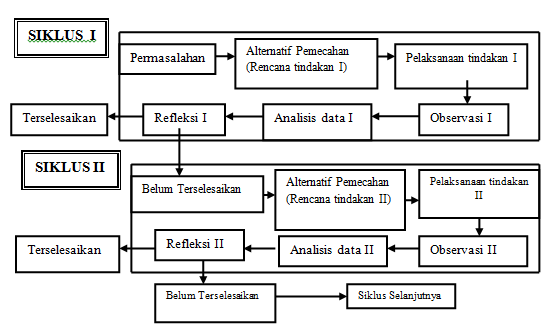 SIKLUS I
Permasalahan
Alternatif Pemecahan
(Rencana tindakan I)
Pelaksanaan tindakan I
Terselesaikan
Refleksi I
Analisis data I
Observasi I
SIKLUS II
Belum Terselesaikan
Alternatif Pemecahan
(Rencana tindakan II)
Pelaksanaan tindakan
II
Terselesaikan
Refleksi II
Analisis data II
Observasi II
Belum Terselesaikan
Siklus Selanjutnya